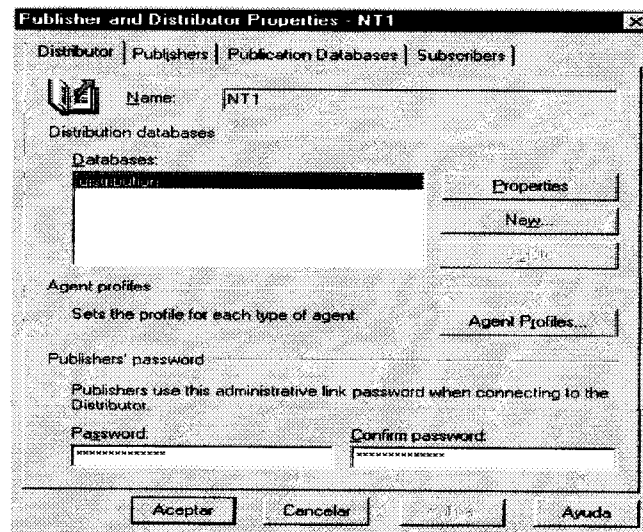 Publisher and Distributor Properties - NT1
Distributor Publishers Publication Databases Subscribers
Name: NT1
Distribution databases
Databases:
distribution
Properties
New...
Agent profiles
Sets the profile for each type of agent.
Agent Profiles...
Publishers' password
Publishers use this administrative link password when connecting to the
Distributor.
Password: Confirm password:
************** **************
Aceptar Cancelar Ayuda